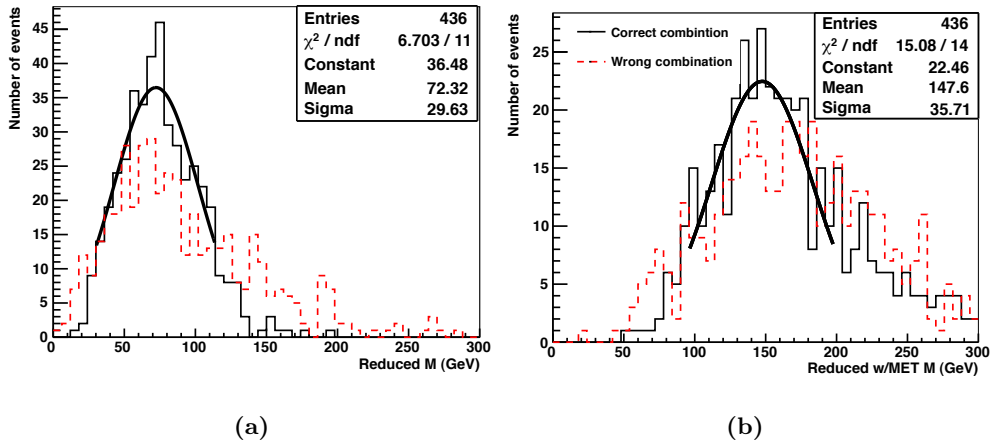 Number of events
45
40
35
30
25
20
15
10
5
0
0 50 100 150 200 250 300
Reduced M (GeV)
Entries 436
χ² / ndf 6.703 / 11
Constant 36.48
Mean 72.32
Sigma 29.63
(a)
Number of events
25
20
15
10
5
0
0 50 100 150 200 250 300
Reduced w/MET M (GeV)
Correct combintion
Wrong combination
Entries 436
χ² / ndf 15.08 / 14
Constant 22.46
Mean 147.6
Sigma 35.71
(b)